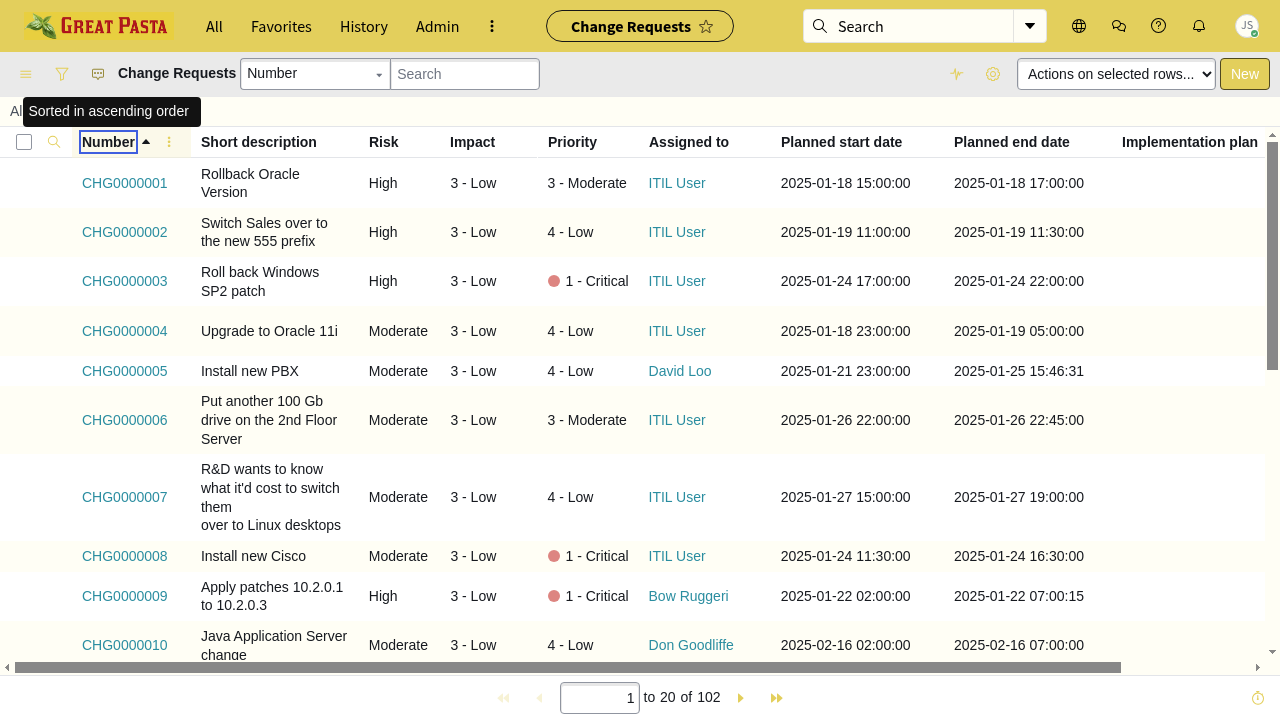 GREAT PASTA All Favorites History Admin Change Requests Search JS
Change Requests Number Search Actions on selected rows... New
Al
Sorted in ascending order
Number Short description Risk Impact Priority Assigned to Planned start date Planned end date Implementation plan
CHG0000001 Rollback Oracle Version High 3 - Low 3 - Moderate ITIL User 2025-01-18 15:00:00 2025-01-18 17:00:00
CHG0000002 Switch Sales over to the new 555 prefix High 3 - Low 4 - Low ITIL User 2025-01-19 11:00:00 2025-01-19 11:30:00
CHG0000003 Roll back Windows SP2 patch High 3 - Low 1 - Critical ITIL User 2025-01-24 17:00:00 2025-01-24 22:00:00
CHG0000004 Upgrade to Oracle 11i Moderate 3 - Low 4 - Low ITIL User 2025-01-18 23:00:00 2025-01-19 05:00:00
CHG0000005 Install new PBX Moderate 3 - Low 4 - Low David Loo 2025-01-21 23:00:00 2025-01-25 15:46:31
CHG0000006 Put another 100 Gb drive on the 2nd Floor Server Moderate 3 - Low 3 - Moderate ITIL User 2025-01-26 22:00:00 2025-01-26 22:45:00
CHG0000007 R&D wants to know what it'd cost to switch them over to Linux desktops Moderate 3 - Low 4 - Low ITIL User 2025-01-27 15:00:00 2025-01-27 19:00:00
CHG0000008 Install new Cisco Moderate 3 - Low 1 - Critical ITIL User 2025-01-24 11:30:00 2025-01-24 16:30:00
CHG0000009 Apply patches 10.2.0.1 to 10.2.0.3 High 3 - Low 1 - Critical Bow Ruggeri 2025-01-22 02:00:00 2025-01-22 07:00:15
CHG0000010 Java Application Server change Moderate 3 - Low 4 - Low Don Goodliffe 2025-02-16 02:00:00 2025-02-16 07:00:00
1 to 20 of 102